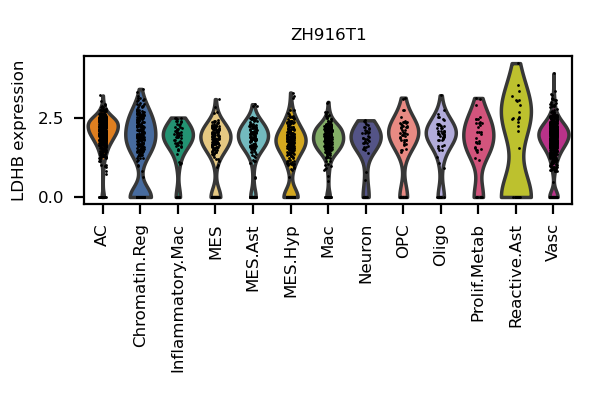 ZH916T1
LDHB expression
2.5
0.0
AC
Chromatin.Reg
Inflammatory.Mac
MES
MES.Ast
MES.Hyp
Mac
Neuron
OPC
Oligo
Prolif.Metab
Reactive.Ast
Vasc